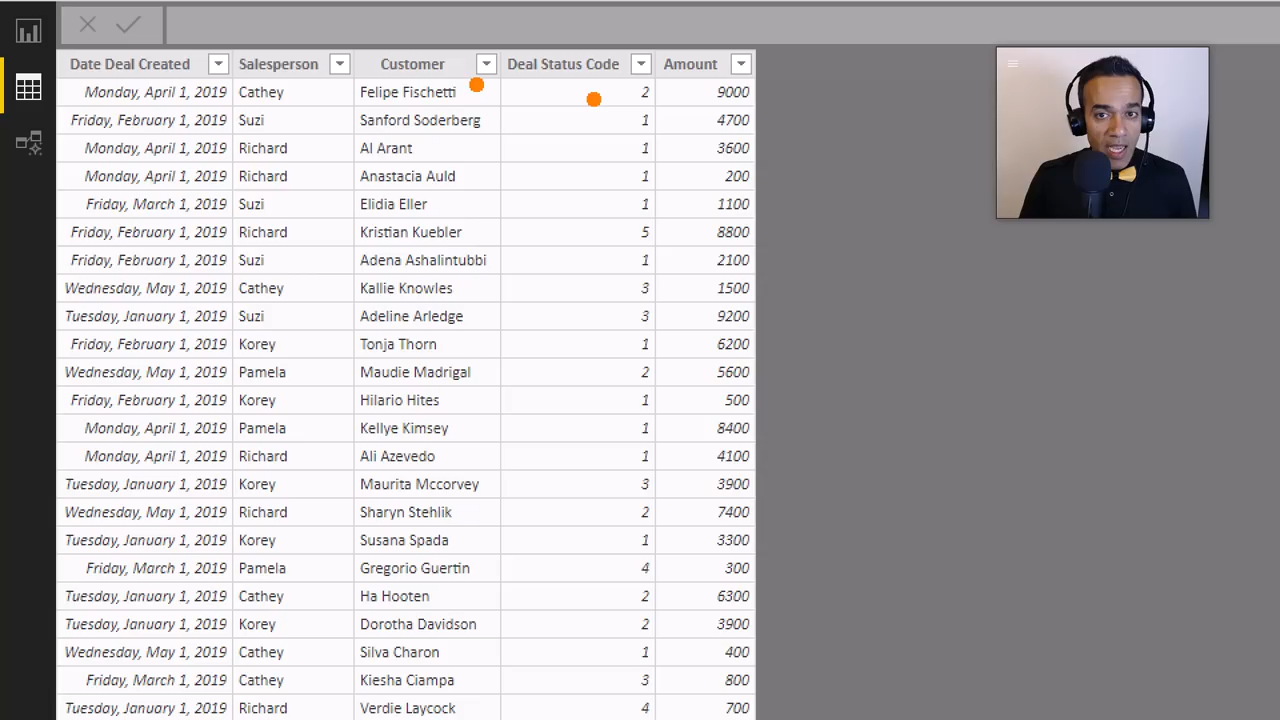 Date Deal Created Salesperson Customer Deal Status Code Amount
Monday, April 1, 2019 Cathey Felipe Fischetti 2 9000
Friday, February 1, 2019 Suzi Sanford Soderberg 1 4700
Monday, April 1, 2019 Richard Al Arant 1 3600
Monday, April 1, 2019 Richard Anastacia Auld 1 200
Friday, March 1, 2019 Suzi Elidia Eller 1 1100
Friday, February 1, 2019 Richard Kristian Kuebler 5 8800
Friday, February 1, 2019 Suzi Adena Ashalintubbi 1 2100
Wednesday, May 1, 2019 Cathey Kallie Knowles 3 1500
Tuesday, January 1, 2019 Suzi Adeline Arledge 3 9200
Friday, February 1, 2019 Korey Tonja Thorn 1 6200
Wednesday, May 1, 2019 Pamela Maudie Madrigal 2 5600
Friday, February 1, 2019 Korey Hilario Hites 1 500
Monday, April 1, 2019 Pamela Kellye Kimsey 1 8400
Monday, April 1, 2019 Richard Ali Azevedo 1 4100
Tuesday, January 1, 2019 Korey Maurita Mccorvey 3 3900
Wednesday, May 1, 2019 Richard Sharyn Stehlik 2 7400
Tuesday, January 1, 2019 Korey Susana Spada 1 3300
Friday, March 1, 2019 Pamela Gregorio Guertin 4 300
Tuesday, January 1, 2019 Cathey Ha Hooten 2 6300
Tuesday, January 1, 2019 Korey Dorotha Davidson 2 3900
Wednesday, May 1, 2019 Cathey Silva Charon 1 400
Friday, March 1, 2019 Cathey Kiesha Ciampa 3 800
Tuesday, January 1, 2019 Richard Verdie Laycock 4 700